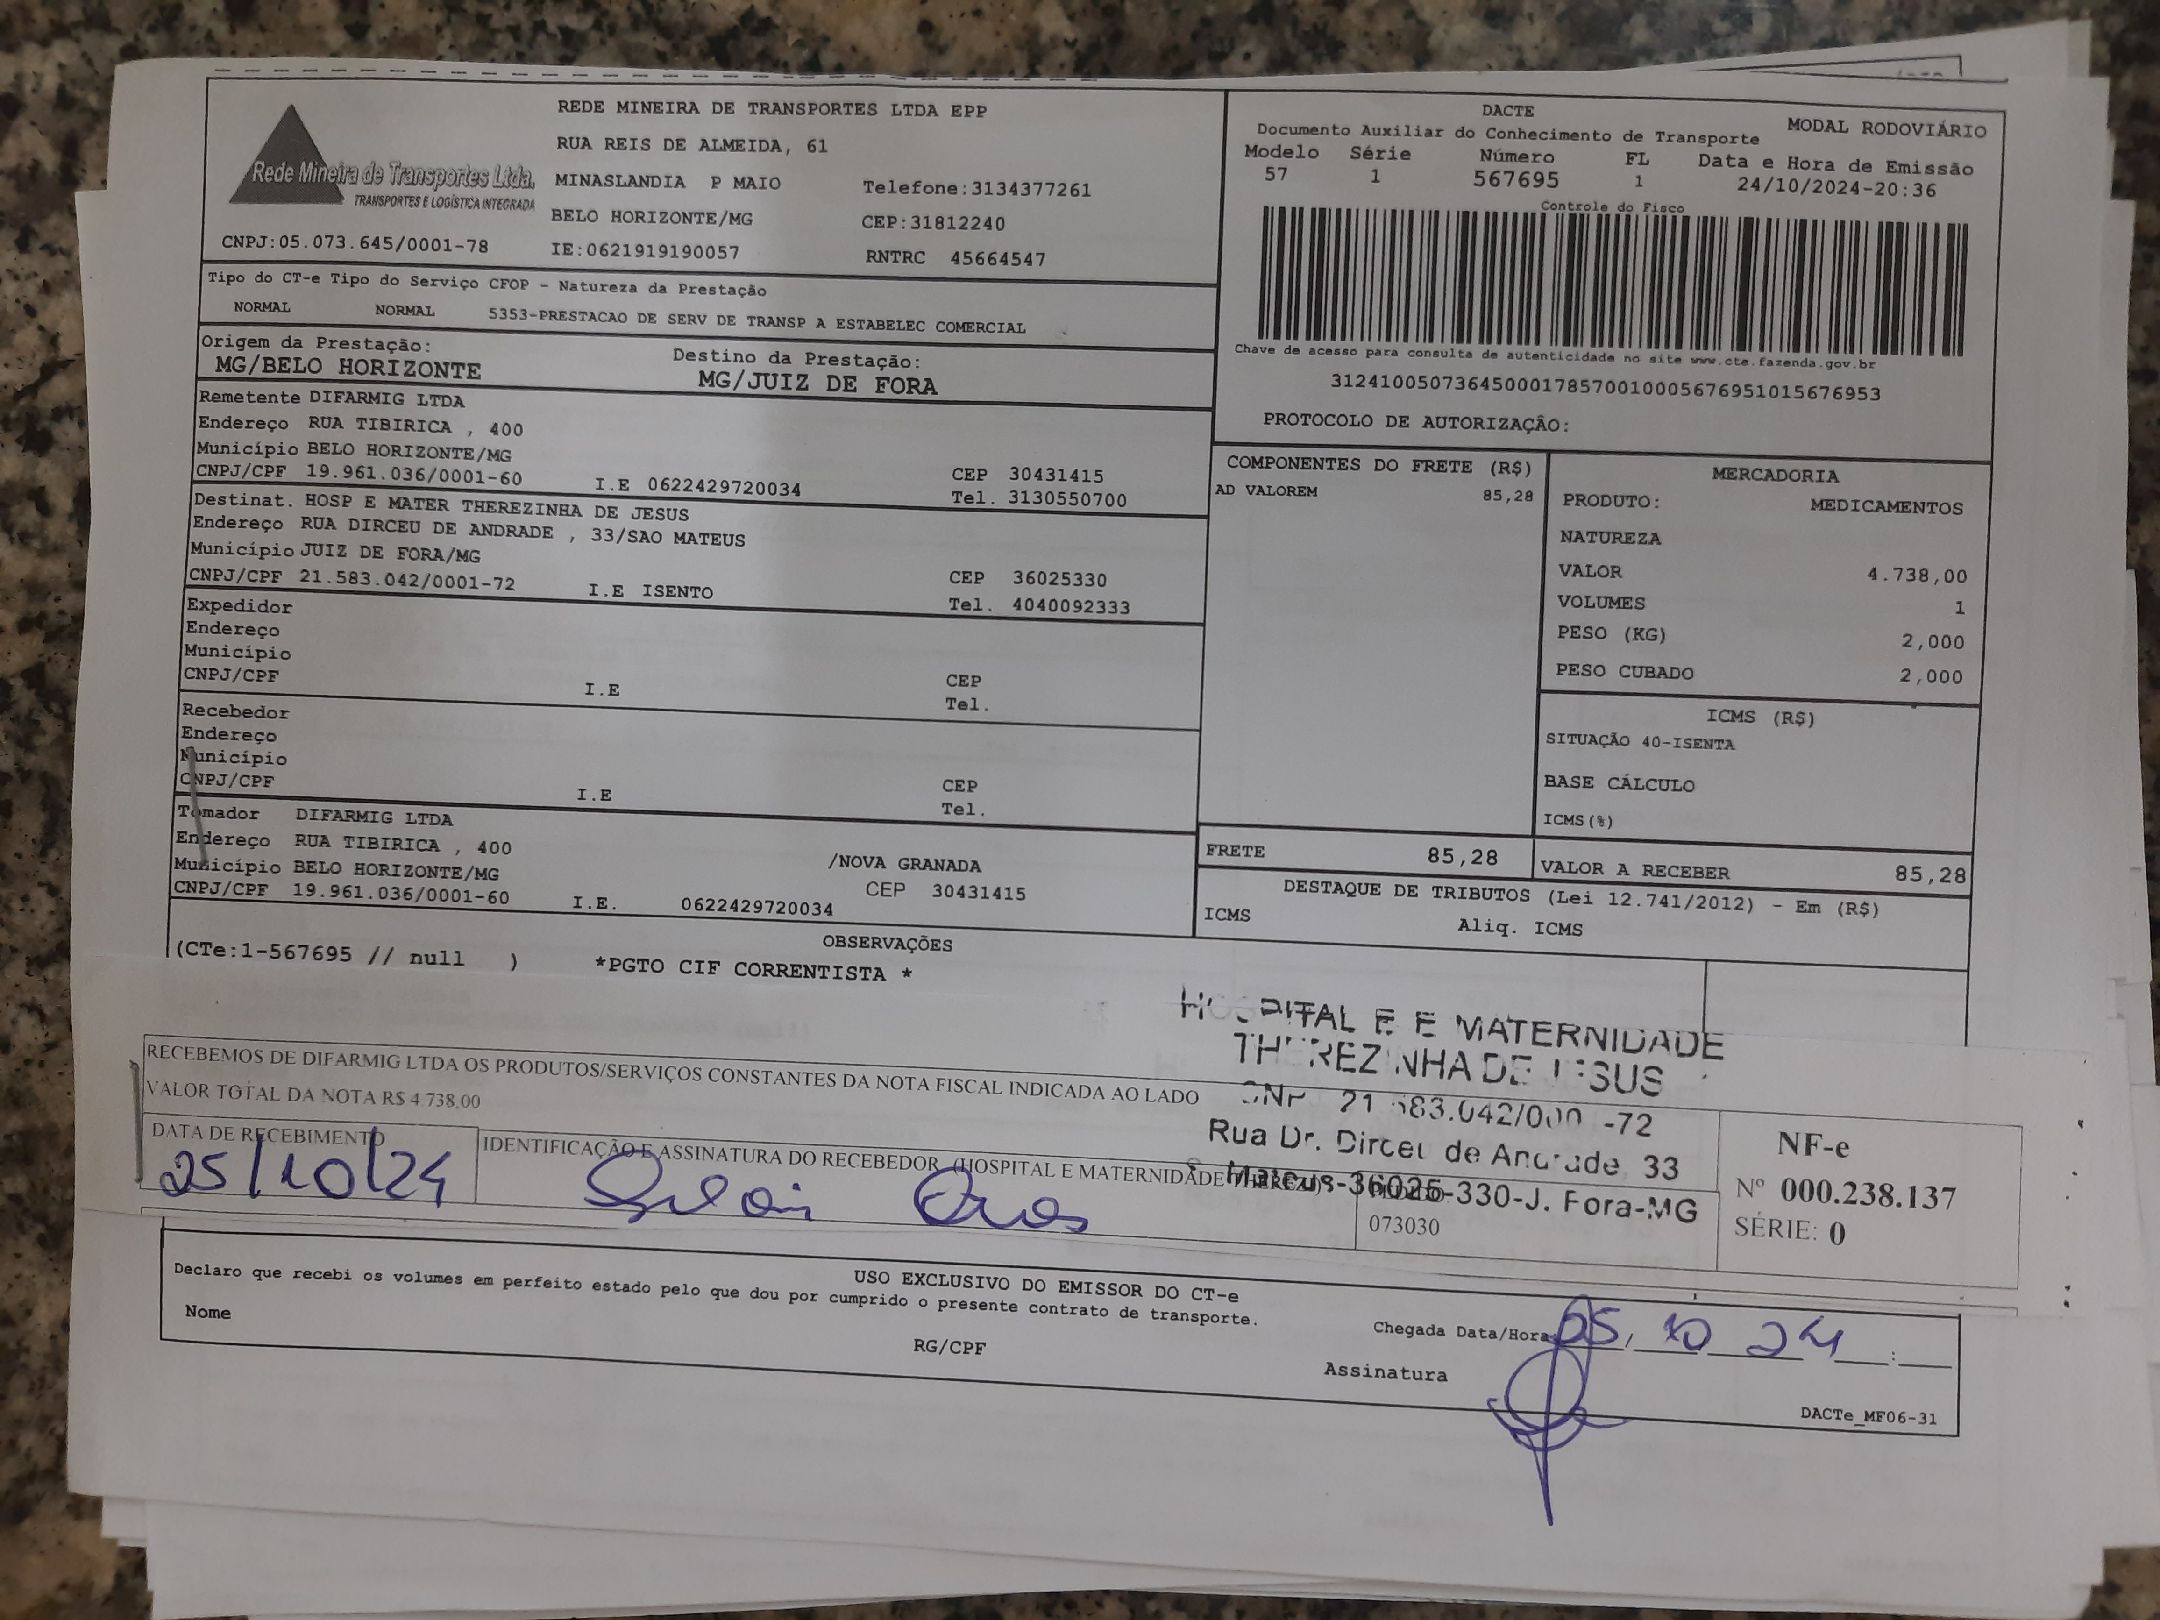 REDE MINEIRA DE TRANSPORTES LTDA EPP
RUA REIS DE ALMEIDA, 61
MINASLANDIA P MAIO Telefone:3134377261
BELO HORIZONTE/MG CEP:31812240
CNPJ:05.073.645/0001-78 IE:0621919190057 RNTRC 45664547
Rede Mineira de Transportes Ltda.
TRANSPORTES E LOGÍSTICA INTEGRADA
DACTE
Documento Auxiliar do Conhecimento de Transporte MODAL RODOVIÁRIO
Modelo Série Número FL Data e Hora de Emissão
57 1 567695 1 24/10/2024-20:36
Controle do Fisco
Chave de acesso para consulta de autenticidade no site www.cte.fazenda.gov.br
31241005073645000178570010005676951015676953
PROTOCOLO DE AUTORIZAÇÃO:
Tipo do CT-e Tipo do Serviço CFOP - Natureza da Prestação
NORMAL NORMAL 5353-PRESTACAO DE SERV DE TRANSP A ESTABELEC COMERCIAL
Origem da Prestação: Destino da Prestação:
MG/BELO HORIZONTE MG/JUIZ DE FORA
Remetente DIFARMIG LTDA
Endereço RUA TIBIRICA , 400
Município BELO HORIZONTE/MG CEP 30431415
CNPJ/CPF 19.961.036/0001-60 I.E 0622429720034 Tel. 3130550700
Destinat. HOSP E MATER THEREZINHA DE JESUS
Endereço RUA DIRCEU DE ANDRADE , 33/SAO MATEUS
Município JUIZ DE FORA/MG CEP 36025330
CNPJ/CPF 21.583.042/0001-72 I.E ISENTO Tel. 4040092333
Expedidor
Endereço
Município CEP
CNPJ/CPF I.E Tel.
Recebedor
Endereço
Município CEP
CNPJ/CPF I.E Tel.
Tomador DIFARMIG LTDA
Endereço RUA TIBIRICA , 400 /NOVA GRANADA
Município BELO HORIZONTE/MG CEP 30431415
CNPJ/CPF 19.961.036/0001-60 I.E. 0622429720034
COMPONENTES DO FRETE (R$)
AD VALOREM 85,28
MERCADORIA
PRODUTO: MEDICAMENTOS
NATUREZA
VALOR 4.738,00
VOLUMES 1
PESO (KG) 2,000
PESO CUBADO 2,000
ICMS (R$)
SITUAÇÃO 40-ISENTA
BASE CÁLCULO
ICMS(%)
FRETE 85,28 VALOR A RECEBER 85,28
DESTAQUE DE TRIBUTOS (Lei 12.741/2012) - Em (R$)
ICMS Aliq. ICMS
OBSERVAÇÕES
(CTe:1-567695 // null ) *PGTO CIF CORRENTISTA *
HOSPITAL E E MATERNIDADE
THEREZINHA DE JESUS
Rua Dr. Dirceu de Andrade, 33
Mateus-36025-330-J. Fora-MG
RECEBEMOS DE DIFARMIG LTDA OS PRODUTOS/SERVIÇOS CONSTANTES DA NOTA FISCAL INDICADA AO LADO
VALOR TOTAL DA NOTA R$ 4.738,00
DATA DE RECEBIMENTO IDENTIFICAÇÃO E ASSINATURA DO RECEBEDOR (HOSPITAL E MATERNIDADE
25/10/24
073030
NF-e
Nº 000.238.137
SÉRIE: 0
USO EXCLUSIVO DO EMISSOR DO CT-e
Declaro que recebi os volumes em perfeito estado pelo que dou por cumprido o presente contrato de transporte.
Nome RG/CPF
Chegada Data/Hora 25/10 24 :
Assinatura
DACTe_MF06-31